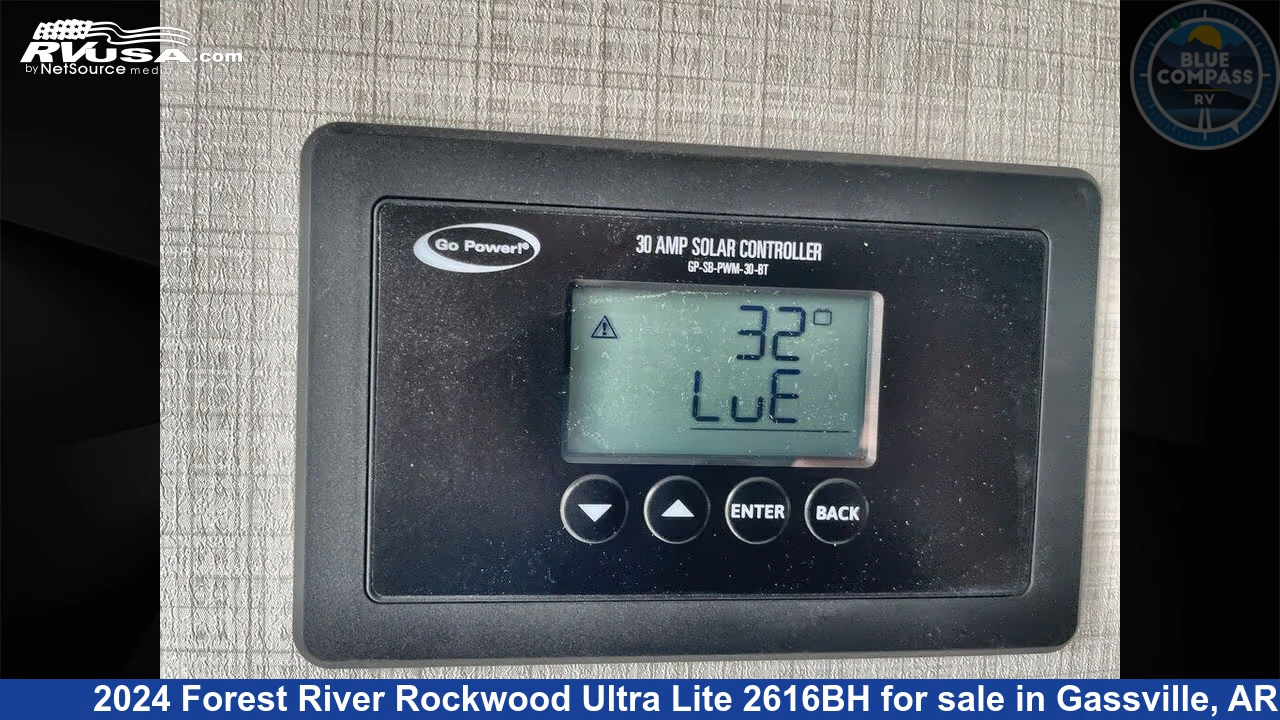 RVUSA.com
by NetSource media
BLUE
COMPASS
RV
Go Power!®
30 AMP SOLAR CONTROLLER
GP-SB-PWM-30-BT
32°
LvE
ENTER
BACK
2024 Forest River Rockwood Ultra Lite 2616BH for sale in Gassville, AR